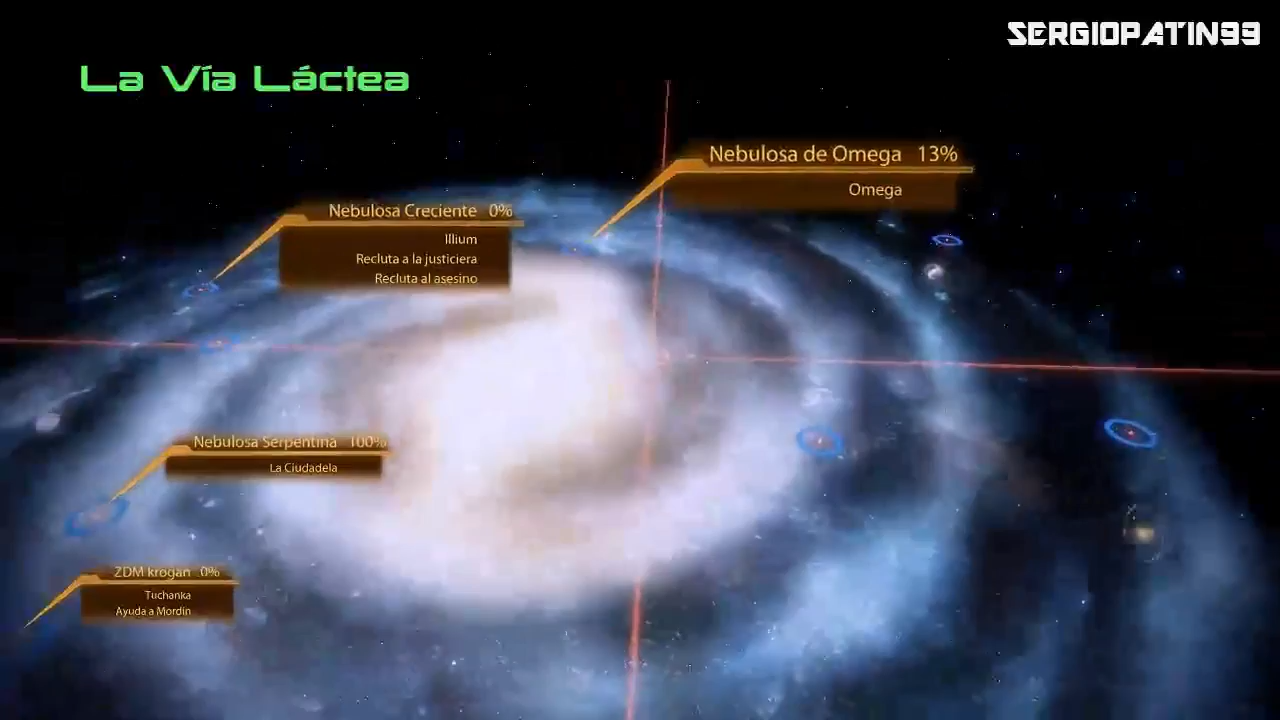 SERGIOPATIN99
La Vía Láctea
Nebulosa de Omega 13%
Omega
Nebulosa Creciente 0%
Illium
Recluta a la justiciera
Recluta al asesino
Nebulosa Serpentina 100%
La Ciudadela
ZDM krogan 0%
Tuchanka
Ayuda a Mordin